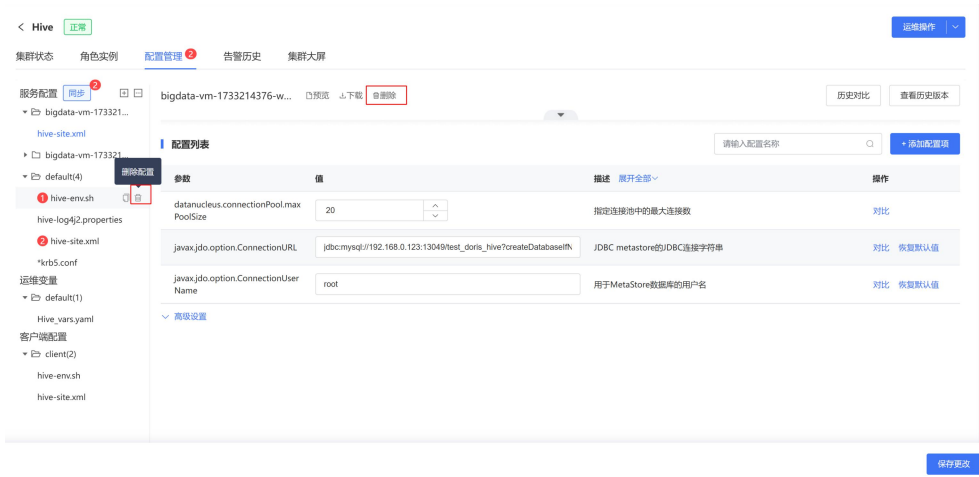 Hive 正常
运维操作
集群状态 角色实例 配置管理 2 告警历史 集群大屏
服务配置 同步 2
bigdata-vm-173321...
hive-site.xml
bigdata-vm-173321...
删除配置
default(4)
1 hive-env.sh
hive-log4j2.properties
2 hive-site.xml
*krb5.conf
运维变量
default(1)
Hive_vars.yaml
客户端配置
client(2)
hive-env.sh
hive-site.xml
bigdata-vm-1733214376-w... 预览 下载 删除 历史对比 查看历史版本
配置列表 请输入配置名称 + 添加配置项
参数 值 描述 展开全部 操作
datanucleus.connectionPool.max
PoolSize
20 指定连接池中的最大连接数 对比
javax.jdo.option.ConnectionURL jdbc:mysql://192.168.0.123:13049/test_doris_hive?createDatabaseIfN JDBC metastore的JDBC连接字符串 对比 恢复默认值
javax.jdo.option.ConnectionUser
Name
root 用于MetaStore数据库的用户名 对比 恢复默认值
高级设置
保存更改